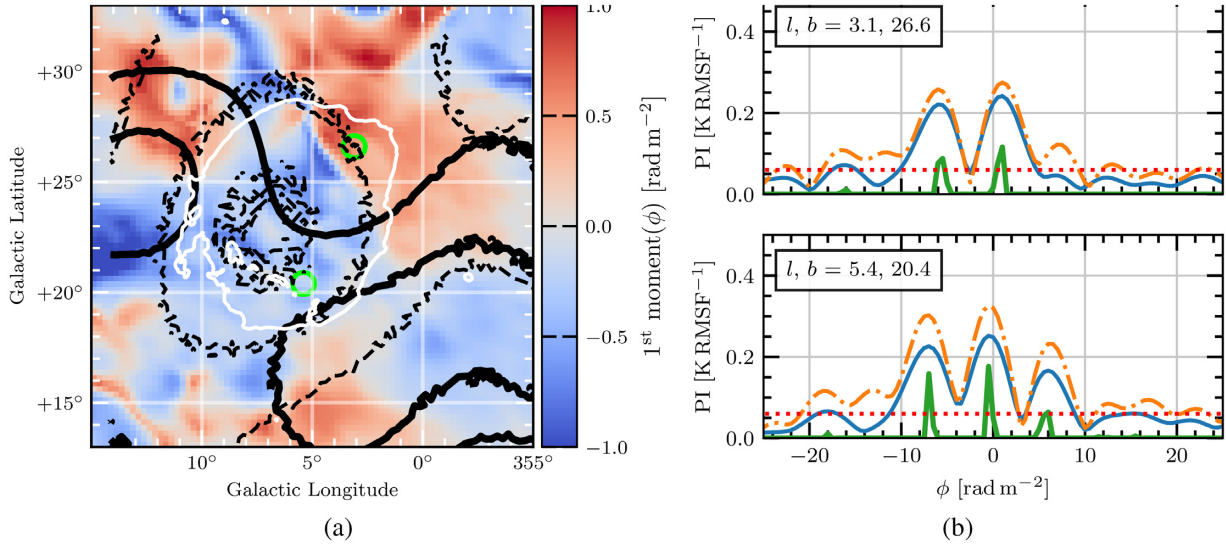 1.0
0.5
0.0
−0.5
−1.0
1st moment(ϕ) [rad m−2]
+30°
+25°
+20°
+15°
Galactic Latitude
10°
5°
0°
355°
Galactic Longitude
(a)
l, b = 3.1, 26.6
0.4
0.2
0.0
PI [K RMSF−1]
l, b = 5.4, 20.4
0.4
0.2
0.0
PI [K RMSF−1]
−20
−10
0
10
20
ϕ [rad m−2]
(b)